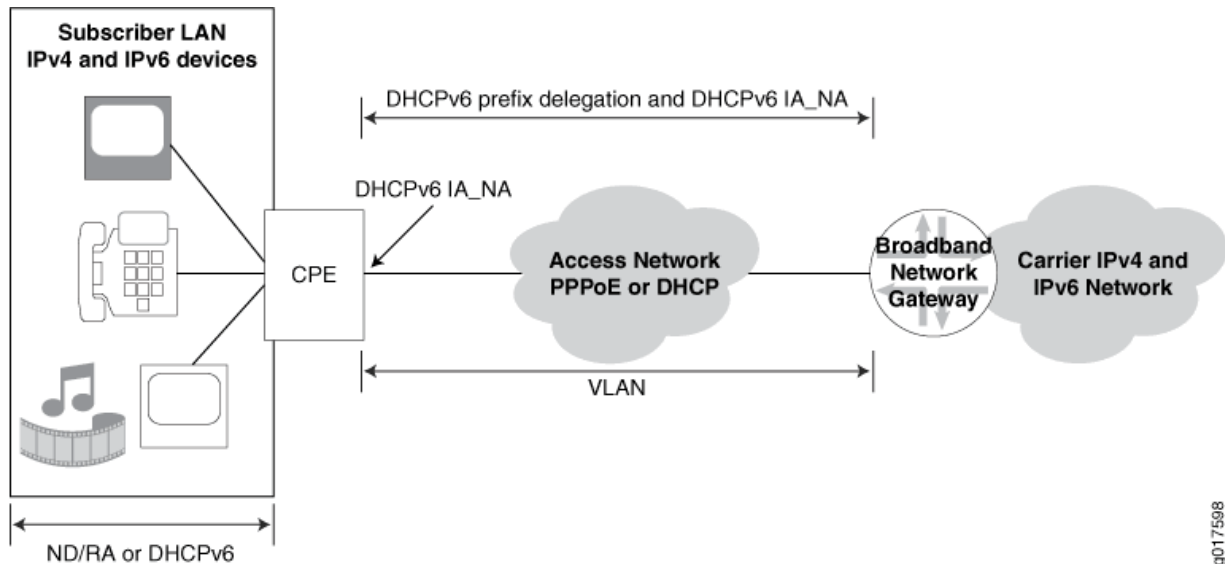 Subscriber LAN
IPv4 and IPv6 devices
DHCPv6 prefix delegation and DHCPv6 IA_NA
DHCPv6 IA_NA
CPE
Access Network
PPPoE or DHCP
Broadband
Network
Gateway
Carrier IPv4 and
IPv6 Network
VLAN
ND/RA or DHCPv6
g017598